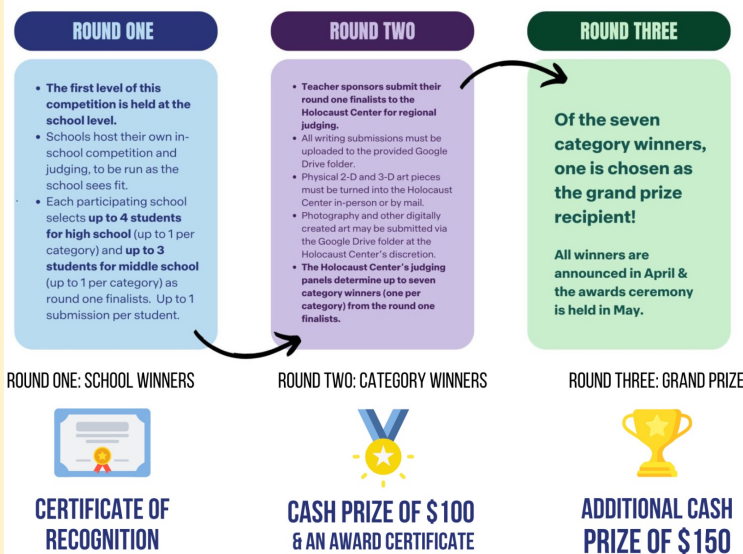 ROUND ONE
• The first level of this
competition is held at the
school level.
• Schools host their own in-
school competition and
judging, to be run as the
school sees fit.
• Each participating school
selects up to 4 students
for high school (up to 1 per
category) and up to 3
students for middle school
(up to 1 per category) as
round one finalists. Up to 1
submission per student.
ROUND TWO
• Teacher sponsors submit their
round one finalists to the
Holocaust Center for regional
judging.
• All writing submissions must be
uploaded to the provided Google
Drive folder.
• Physical 2-D and 3-D art pieces
must be turned into the Holocaust
Center in-person or by mail.
• Photography and other digitally
created art may be submitted via
the Google Drive folder at the
Holocaust Center's discretion.
• The Holocaust Center's judging
panels determine up to seven
category winners (one per
category) from the round one
finalists.
ROUND THREE
Of the seven
category winners,
one is chosen as
the grand prize
recipient!
All winners are
announced in April &
the awards ceremony
is held in May.
ROUND ONE: SCHOOL WINNERS
CERTIFICATE OF
RECOGNITION
ROUND TWO: CATEGORY WINNERS
CASH PRIZE OF $100
& AN AWARD CERTIFICATE
ROUND THREE: GRAND PRIZE
ADDITIONAL CASH
PRIZE OF $150